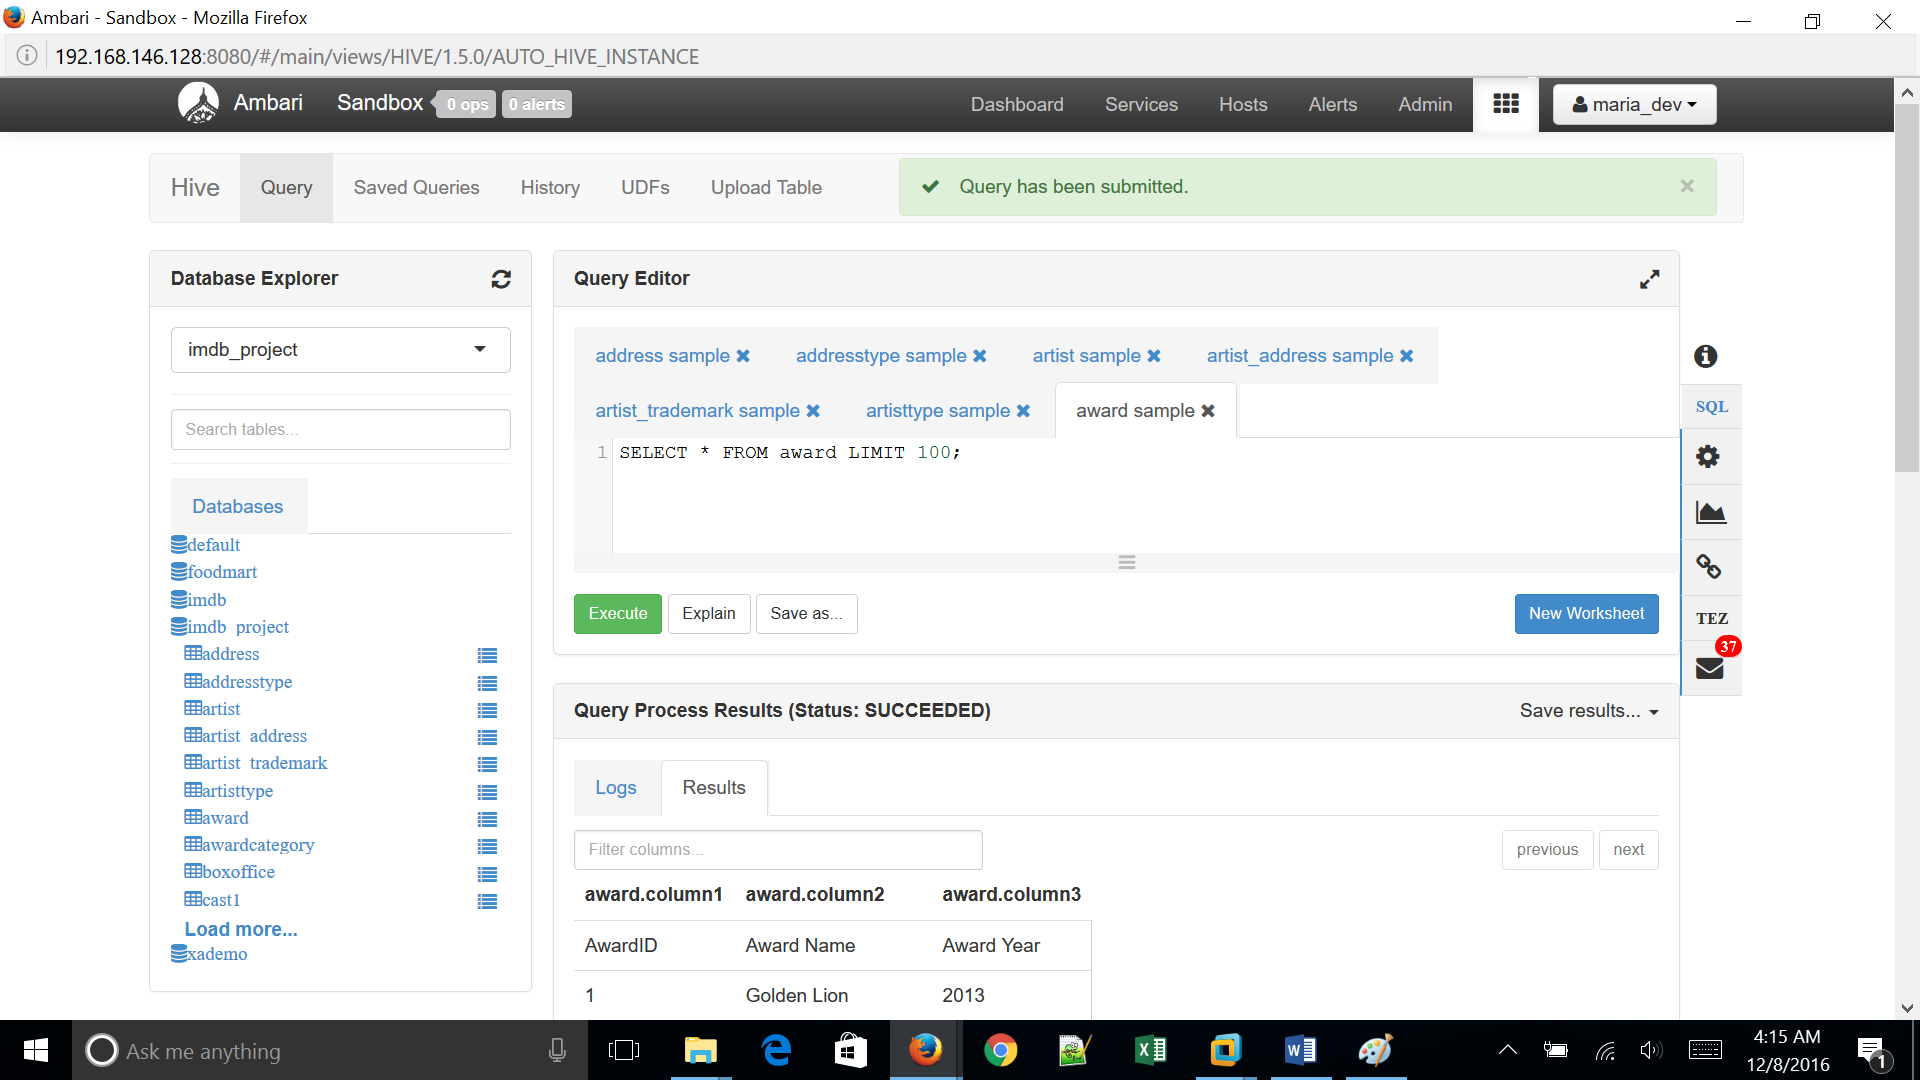 Ambari - Sandbox - Mozilla Firefox
192.168.146.128:8080/#/main/views/HIVE/1.5.0/AUTO_HIVE_INSTANCE
Ambari Sandbox 0 ops 0 alerts Dashboard Services Hosts Alerts Admin maria_dev
Hive Query Saved Queries History UDFs Upload Table Query has been submitted. ×
Database Explorer
imdb_project
Search tables...
Databases
default
foodmart
imdb
imdb_project
address
addresstype
artist
artist_address
artist_trademark
artisttype
award
awardcategory
boxoffice
cast1
Load more...
xademo
Query Editor
address sample addresstype sample artist sample artist_address sample
artist_trademark sample artisttype sample award sample
1 SELECT * FROM award LIMIT 100;
Execute Explain Save as... New Worksheet
SQL
TEZ
37
Query Process Results (Status: SUCCEEDED) Save results...
Logs Results
Filter columns... previous next
award.column1 award.column2 award.column3
AwardID Award Name Award Year
1 Golden Lion 2013
Ask me anything
4:15 AM
12/8/2016
1